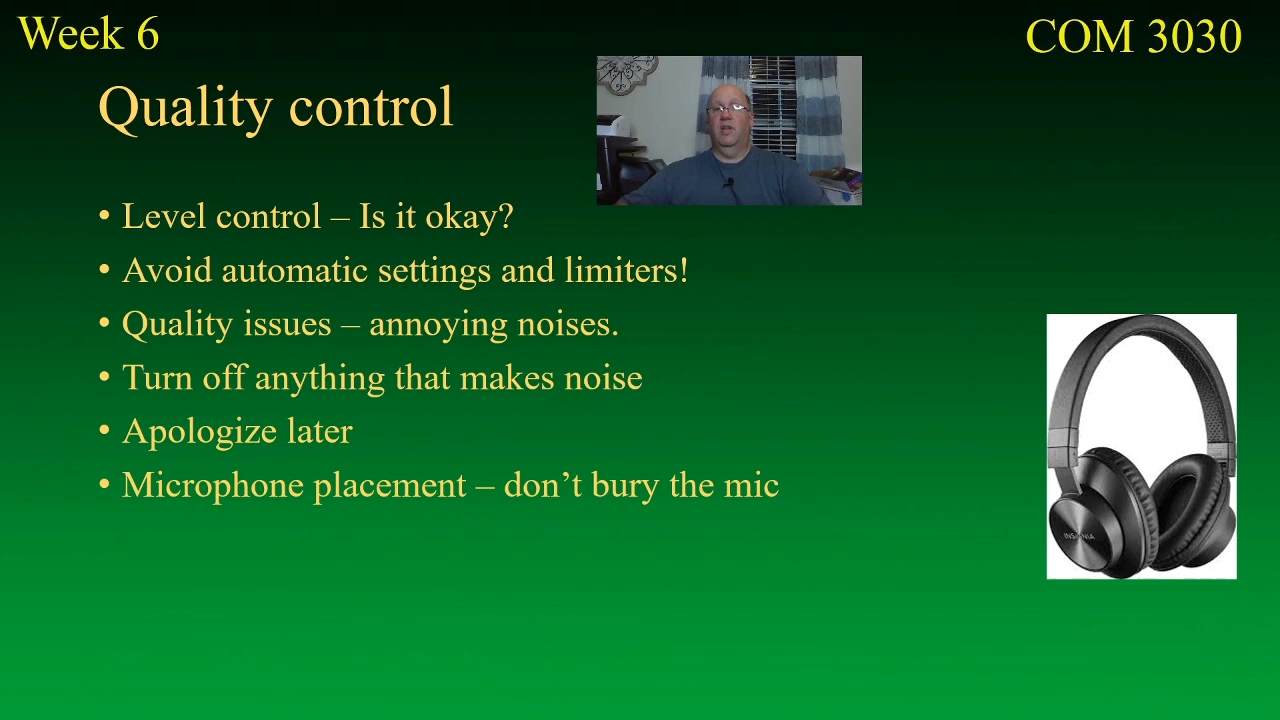 Week 6
COM 3030
Quality control
• Level control – Is it okay?
• Avoid automatic settings and limiters!
• Quality issues – annoying noises.
• Turn off anything that makes noise
• Apologize later
• Microphone placement – don’t bury the mic
INSIGNIA